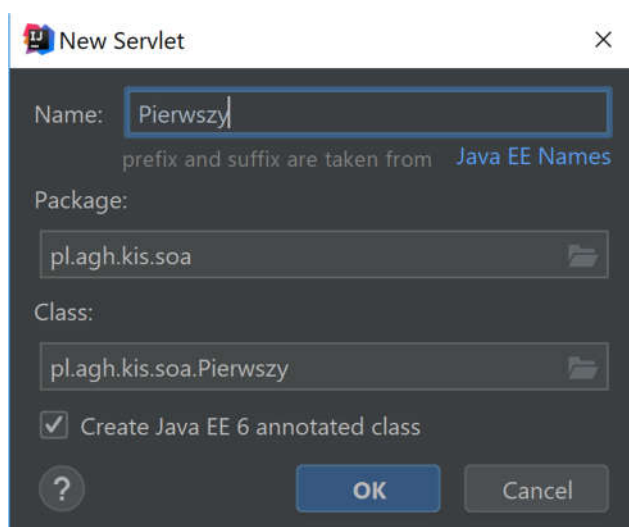 IJ New Servlet
Name: Pierwszy
prefix and suffix are taken from Java EE Names
Package:
pl.agh.kis.soa
Class:
pl.agh.kis.soa.Pierwszy
Create Java EE 6 annotated class
? OK Cancel